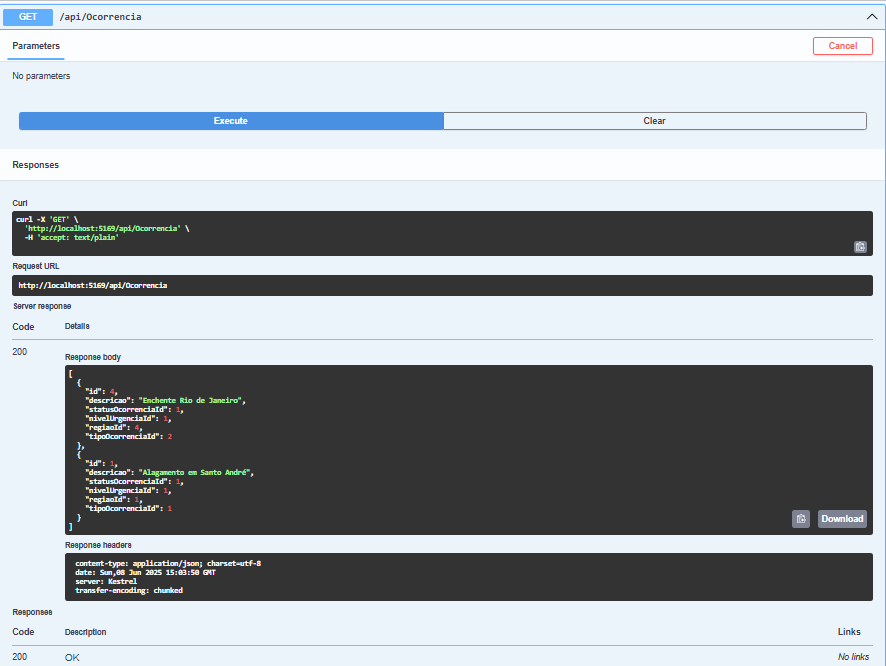 GET /api/Ocorrencia
Parameters Cancel
No parameters
Execute Clear
Responses
Curl
curl -X 'GET' \
  'http://localhost:5169/api/Ocorrencia' \
  -H 'accept: text/plain'
Request URL
http://localhost:5169/api/Ocorrencia
Server response
Code Details
200
Response body
[
  {
    "id": 4,
    "descricao": "Enchente Rio de Janeiro",
    "statusOcorrenciaId": 1,
    "nivelUrgenciaId": 1,
    "regiaoId": 4,
    "tipoOcorrenciaId": 2
  },
  {
    "id": 1,
    "descricao": "Alagamento em Santo André",
    "statusOcorrenciaId": 1,
    "nivelUrgenciaId": 1,
    "regiaoId": 1,
    "tipoOcorrenciaId": 1
  }
]
Download
Response headers
content-type: application/json; charset=utf-8
date: Sun,08 Jun 2025 15:03:50 GMT
server: Kestrel
transfer-encoding: chunked
Responses
Code Description Links
200 OK No links